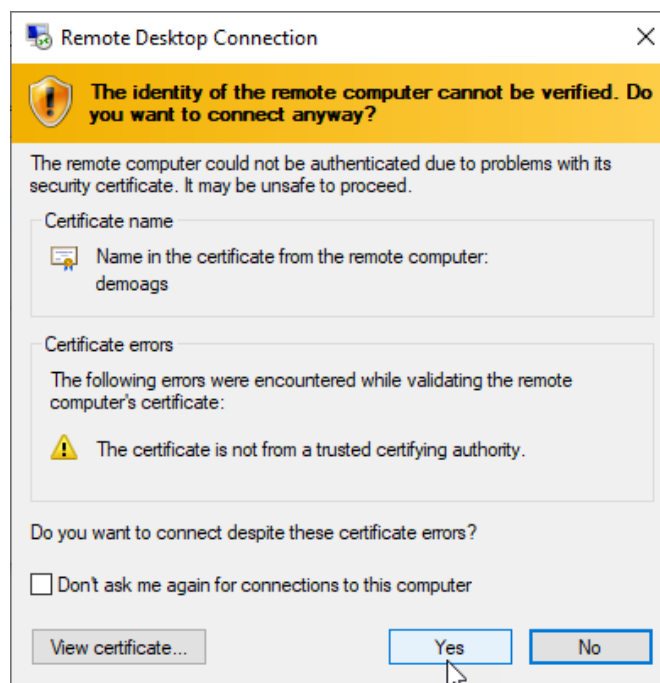 Remote Desktop Connection
The identity of the remote computer cannot be verified. Do
you want to connect anyway?
The remote computer could not be authenticated due to problems with its
security certificate. It may be unsafe to proceed.
Certificate name
Name in the certificate from the remote computer:
demoags
Certificate errors
The following errors were encountered while validating the remote
computer's certificate:
The certificate is not from a trusted certifying authority.
Do you want to connect despite these certificate errors?
Don't ask me again for connections to this computer
View certificate...
Yes
No